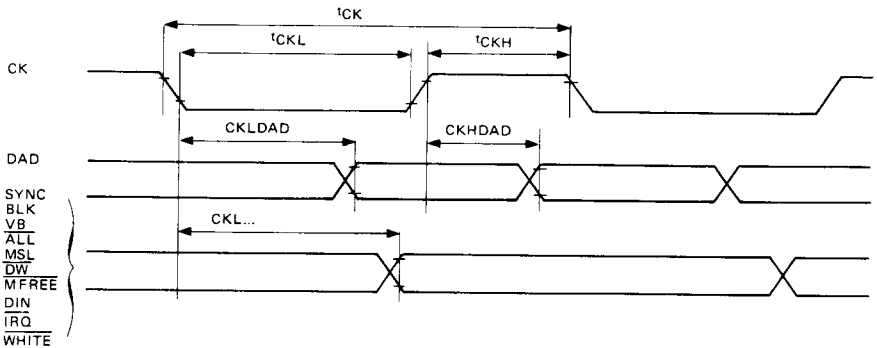 tCK
tCKL
tCKH
CK
CKLDAD
CKHDAD
DAD
SYNC
BLK
CKL...
VB
ALL
MSL
DW
MFREE
DIN
IRQ
WHITE